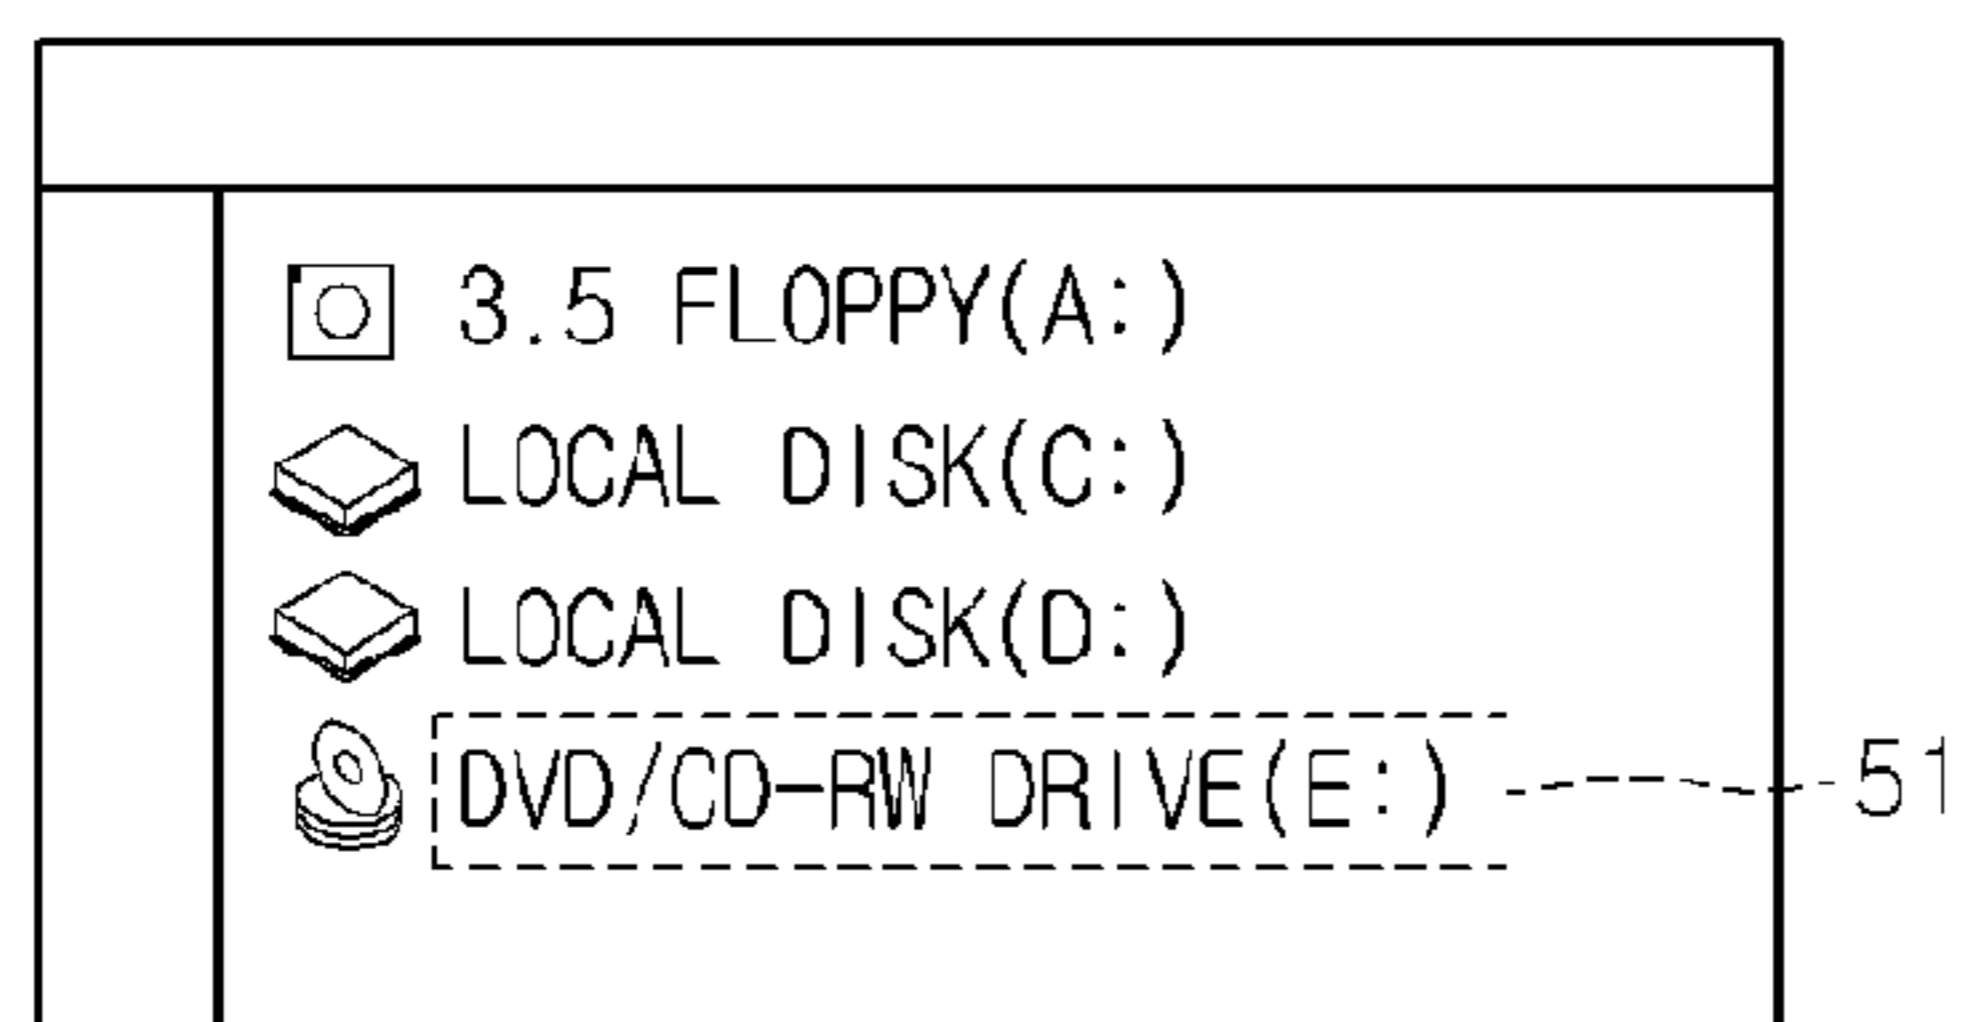 3.5 FLOPPY(A:)
LOCAL DISK(C:)
LOCAL DISK(D:)
DVD/CD-RW DRIVE(E:)
51